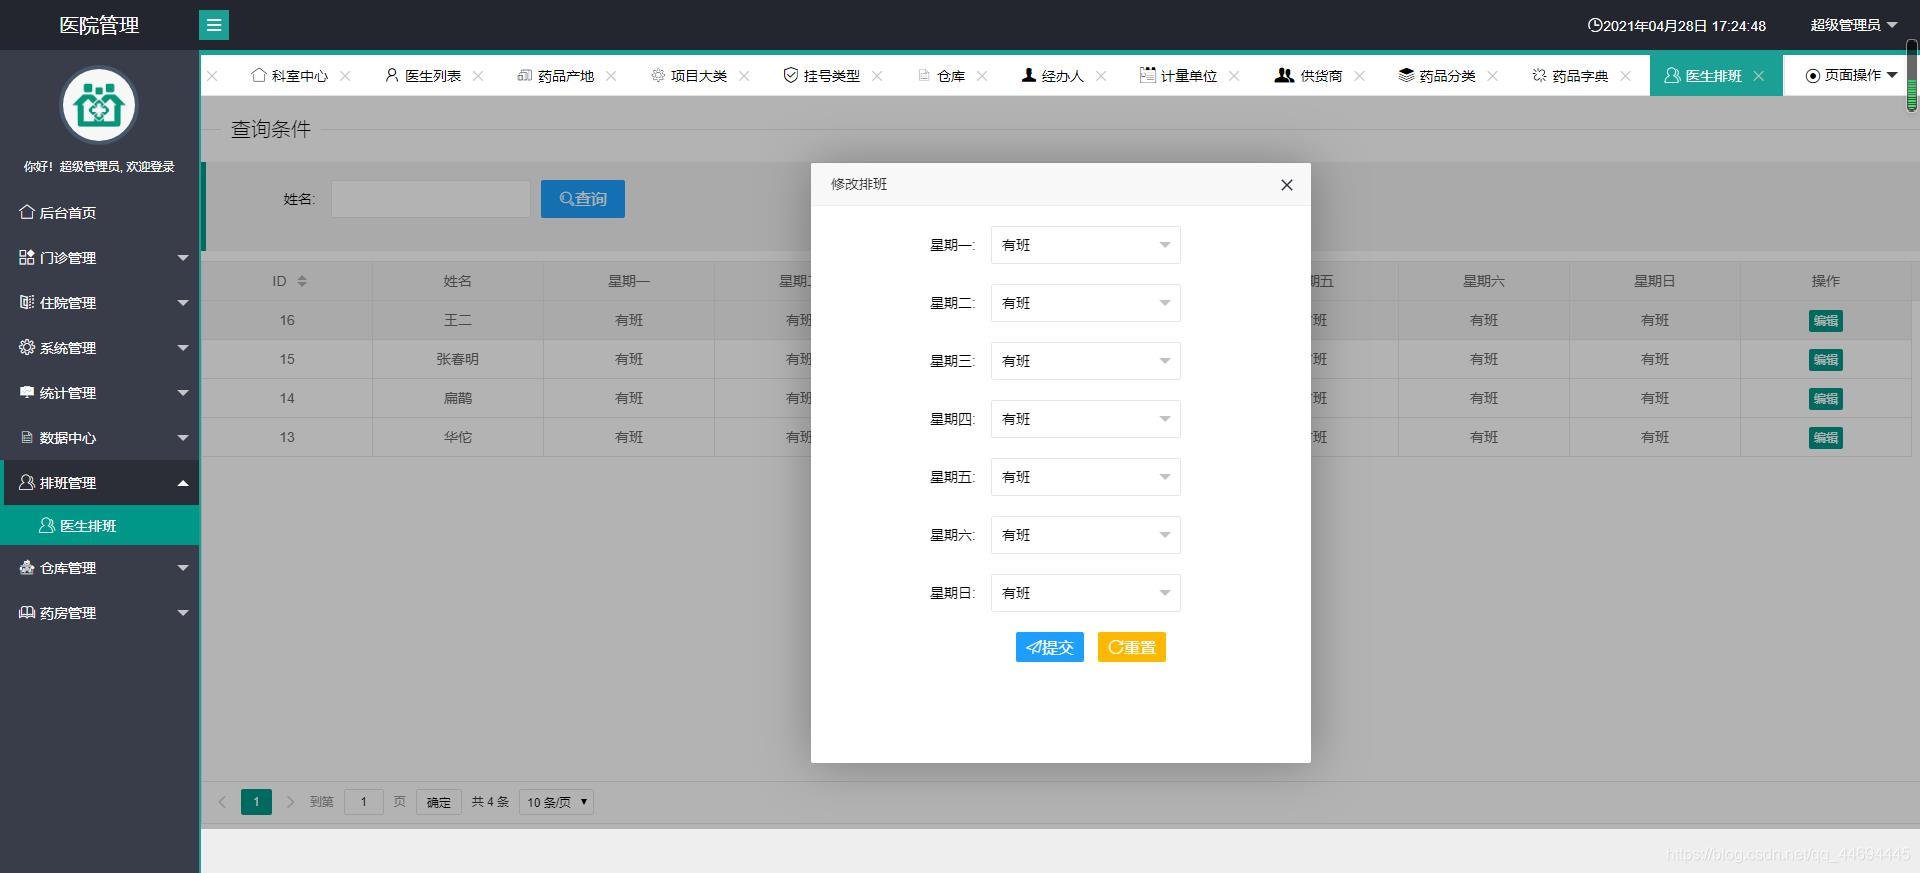 医院管理
2021年04月28日 17:24:48
超级管理员
科室中心
医生列表
药品产地
项目大类
挂号类型
仓库
经办人
计量单位
供货商
药品分类
药品字典
医生排班
页面操作
你好！超级管理员, 欢迎登录
后台首页
门诊管理
住院管理
系统管理
统计管理
数据中心
排班管理
医生排班
仓库管理
药房管理
查询条件
姓名:
查询
ID 姓名 星期一 星期二 期五 星期六 星期日 操作
16 王二 有班 有班 班 有班 有班 编辑
15 张春明 有班 有班 班 有班 有班 编辑
14 扁鹊 有班 有班 班 有班 有班 编辑
13 华佗 有班 有班 班 有班 有班 编辑
修改排班
星期一: 有班
星期二: 有班
星期三: 有班
星期四: 有班
星期五: 有班
星期六: 有班
星期日: 有班
提交 重置
1 到第 1 页 确定 共 4 条 10 条/页
https://blog.csdn.net/qq_44694445